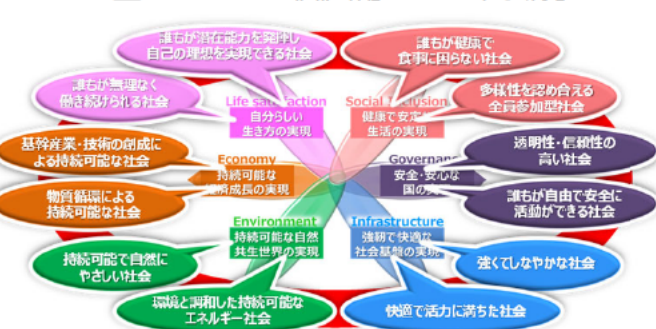 誰もが潜在能力を発揮し
自己の理想を実現できる社会
誰もが健康で
食事に困らない社会
誰もが無理なく
働き続けられる社会
多様性を認め合える
全員参加型社会
Life satisfaction
自分らしい
生き方の実現
Social Inclusion
健康で安定
生活の実現
基幹産業・技術の創成に
よる持続可能な社会
透明性・信頼性の
高い社会
Economy
持続可能な
経済成長の実現
Governance
安全・安心な
国の実現
物質循環による
持続可能な社会
誰もが自由で安全に
活動ができる社会
Environment
持続可能な自然
共生世界の実現
Infrastructure
強靭で快適な
社会基盤の実現
持続可能で自然に
やさしい社会
強くてしなやかな社会
環境と調和した持続可能な
エネルギー社会
快適で活力に満ちた社会